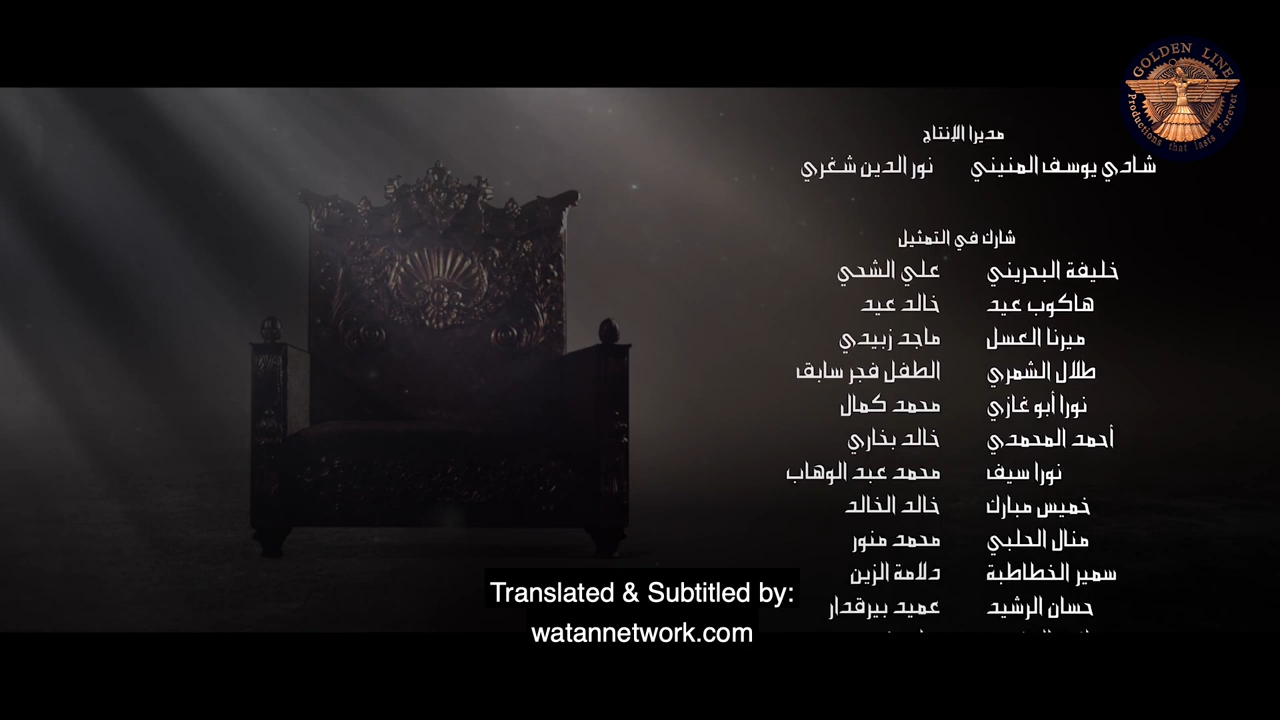 GOLDEN LINE
Productions that lasts Forever
مديرا الإنتاج
شادي يوسف المنيني نور الدين شغري
شارك في التمثيل
خليفة البحريني علي الشحي
هاكوب عيد خالد عيد
ميرنا العسل ماجد زبيدي
طلال الشمري الطفل فجر سابق
نورا أبو غازي محمد كمال
أحمد المحمدي خالد بخاري
نورا سيف محمد عبد الوهاب
خميس مبارك خالد الخالد
منال الحلبي محمد منور
سمير الخطاطبة دلامة الزين
حسان الرشيد عميد بيرقدار
Translated & Subtitled by:
watannetwork.com